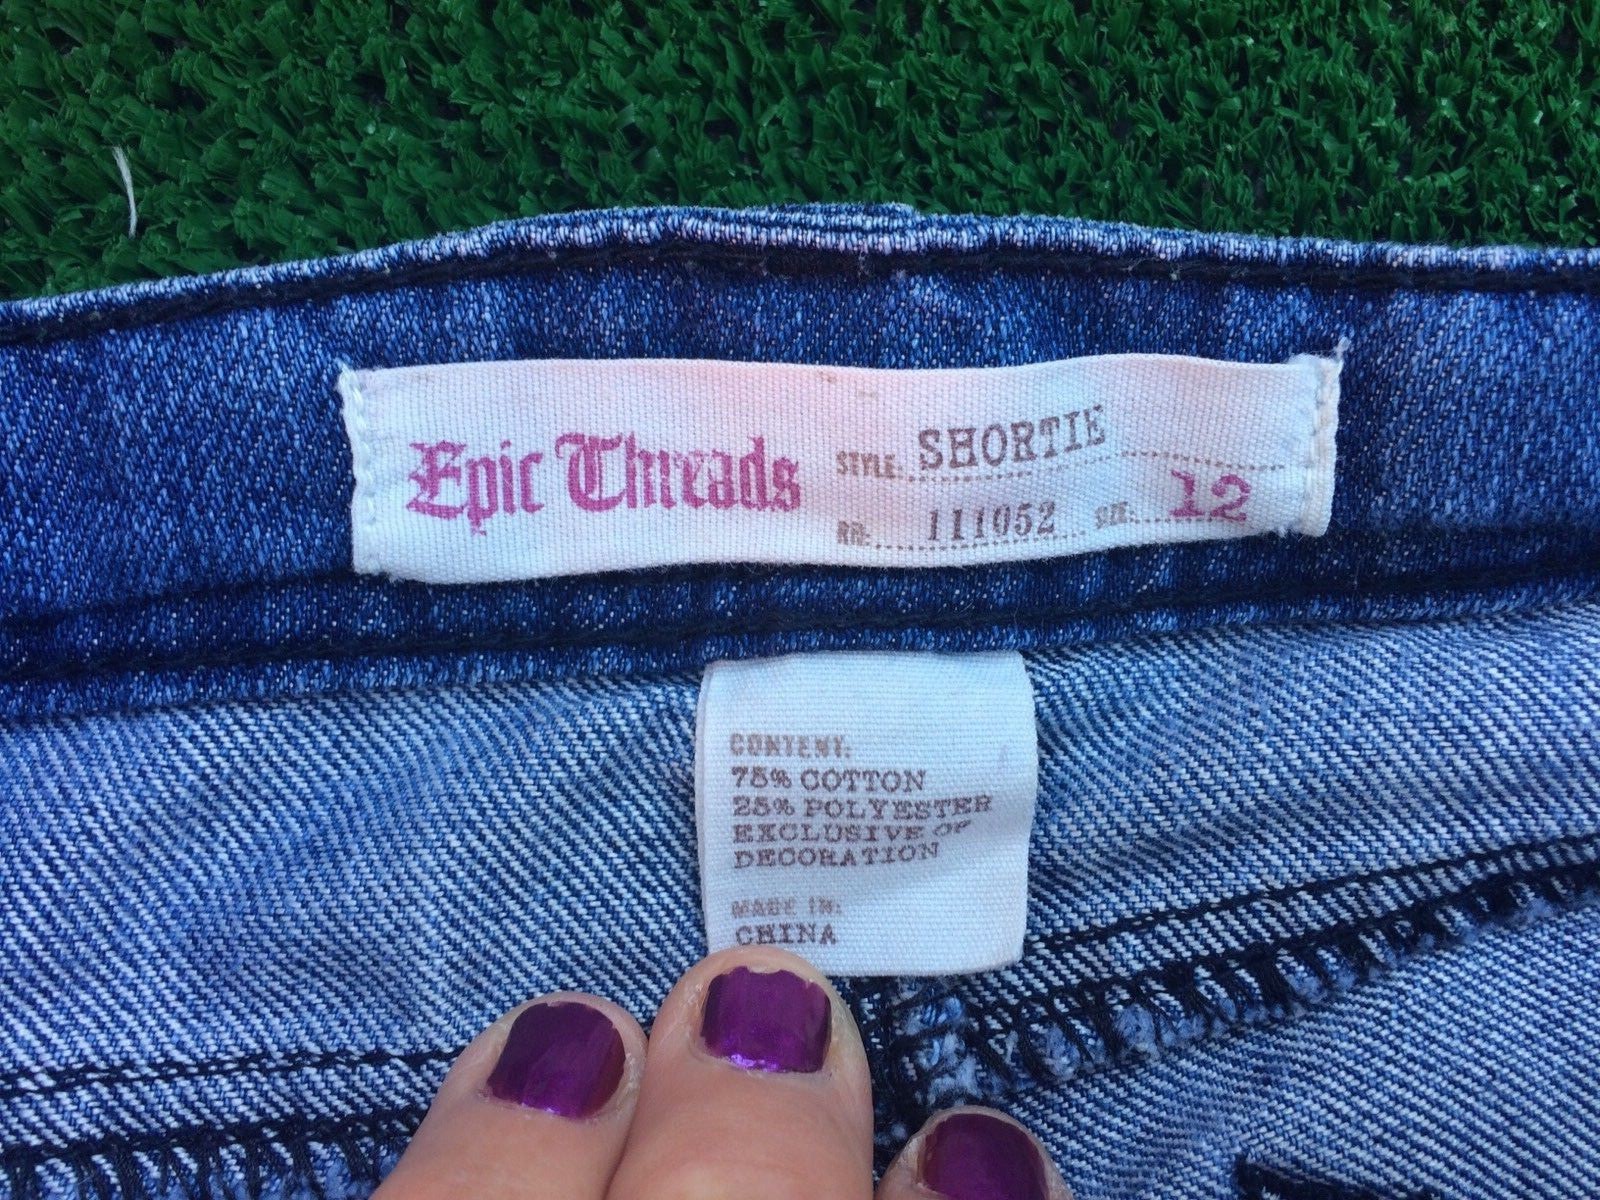 Epic Threads
STYLE: SHORTIE
RN: 111052 SIZE: 12
CONTENT:
75% COTTON
25% POLYESTER
EXCLUSIVE OF
DECORATION
MADE IN:
CHINA